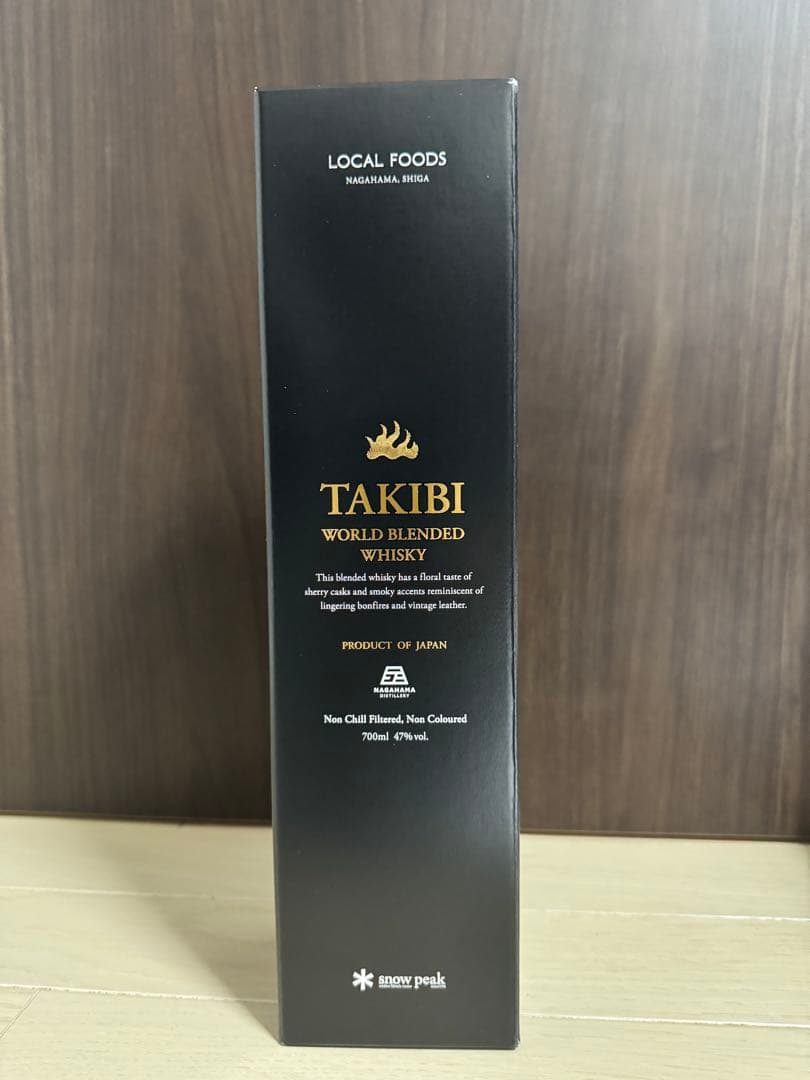 LOCAL FOODS
NAGAHAMA, SHIGA
TAKIBI
WORLD BLENDED
WHISKY
This blended whisky has a floral taste of
sherry casks and smoky accents reminiscent of
lingering bonfires and vintage leather.
PRODUCT OF JAPAN
NAGAHAMA
DISTILLERY
Non Chill Filtered, Non Coloured
700ml 47%vol.
snow peak